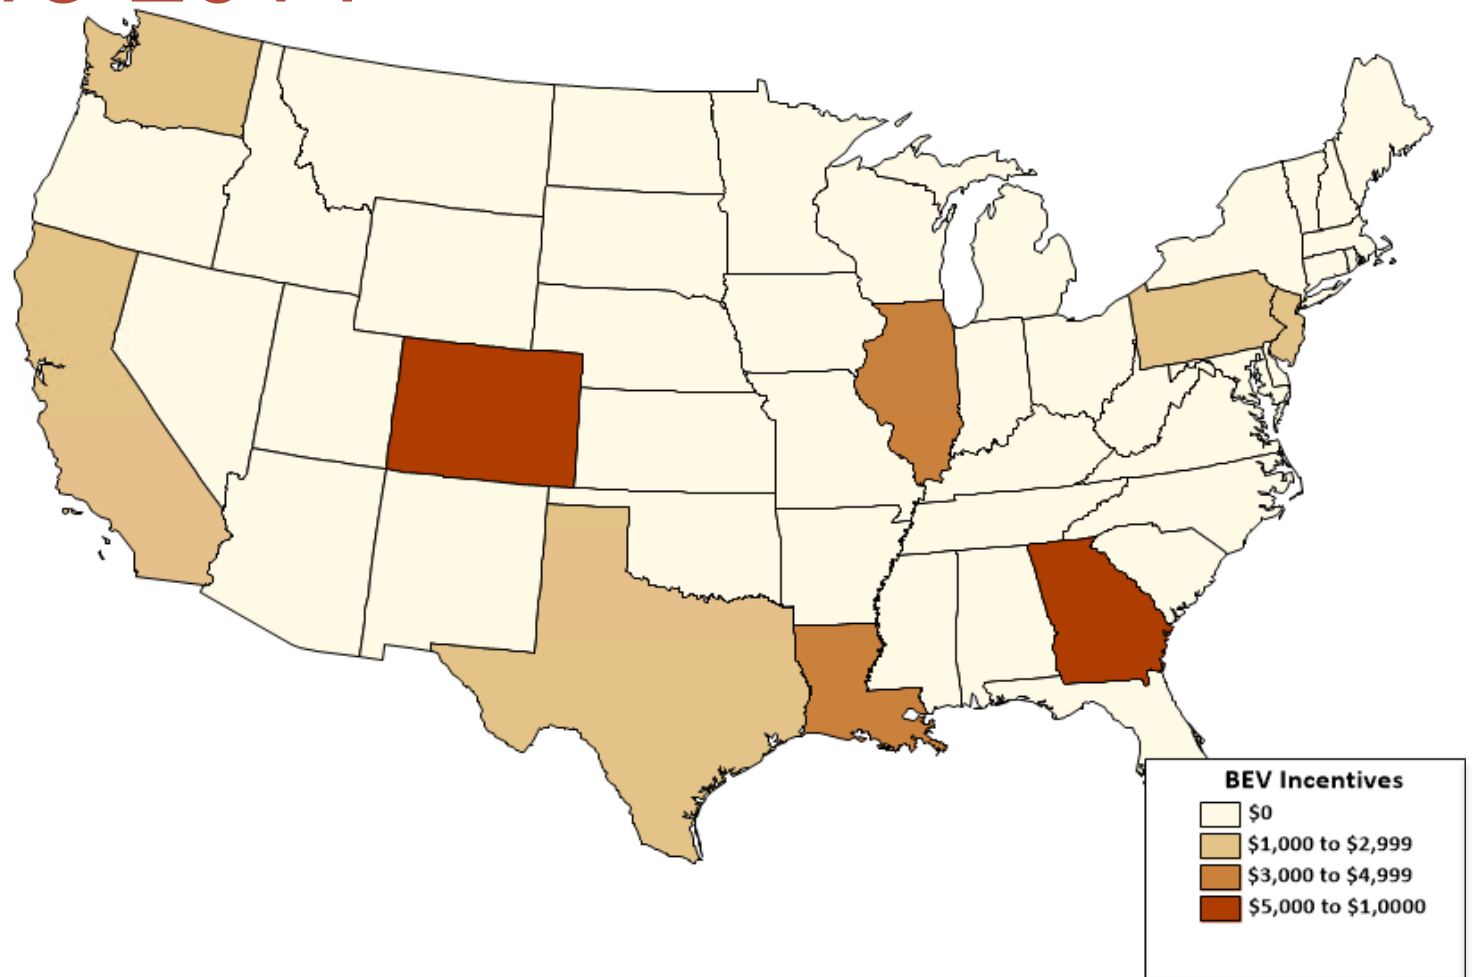 BEV Incentives
$0
$1,000 to $2,999
$3,000 to $4,999
$5,000 to $1,0000